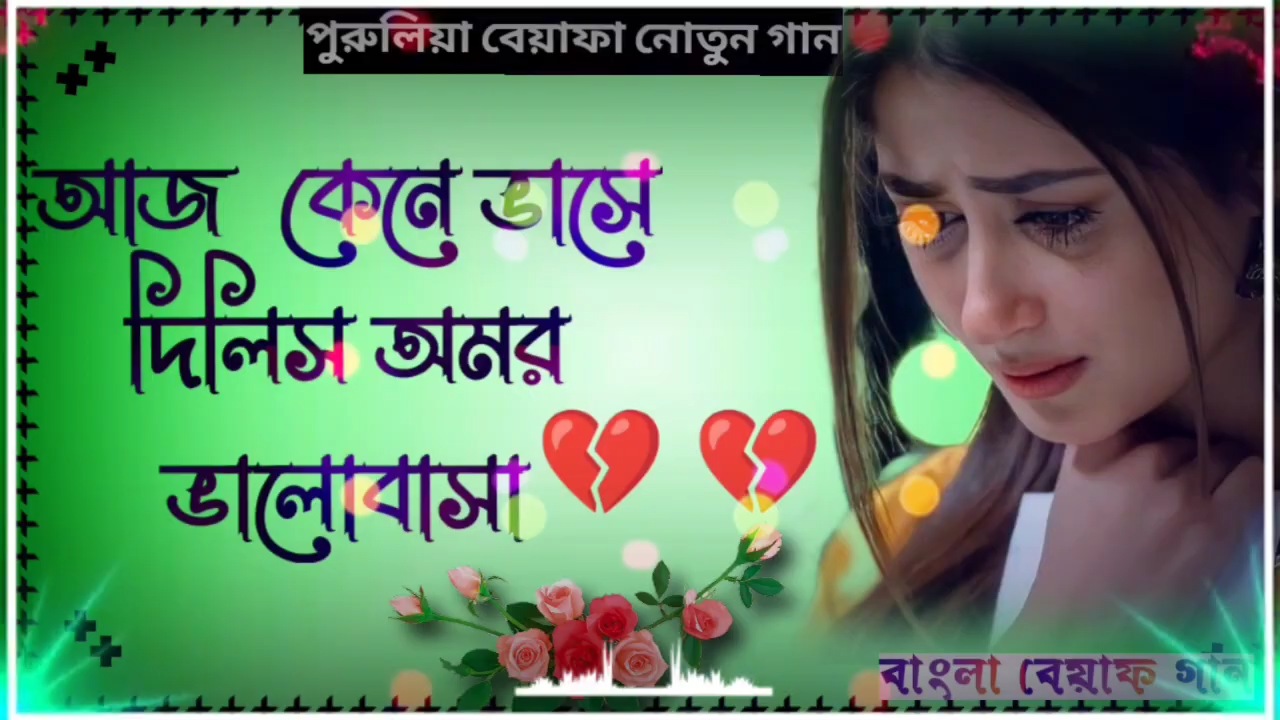 পুরুলিয়া বেয়াফা নোতুন গান
আজ কেনে ভাসে
দিলিস অমর
ভালোবাসা
বাংলা বেয়াফ গান